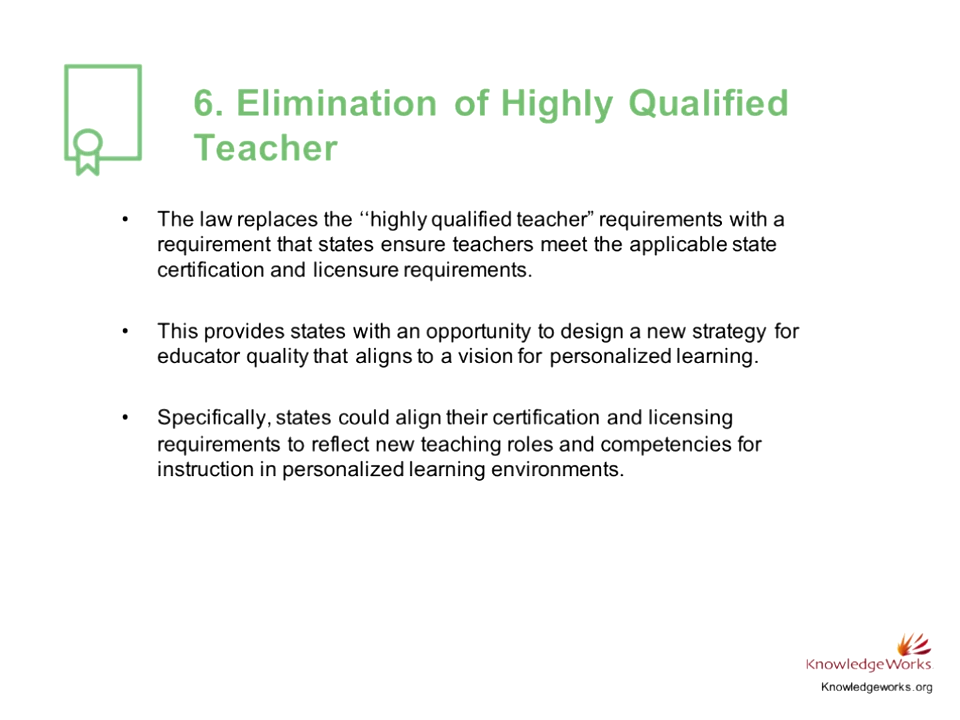 6. Elimination of Highly Qualified
Teacher
• The law replaces the ‘‘highly qualified teacher” requirements with a
requirement that states ensure teachers meet the applicable state
certification and licensure requirements.
• This provides states with an opportunity to design a new strategy for
educator quality that aligns to a vision for personalized learning.
• Specifically, states could align their certification and licensing
requirements to reflect new teaching roles and competencies for
instruction in personalized learning environments.
KnowledgeWorks
Knowledgeworks.org